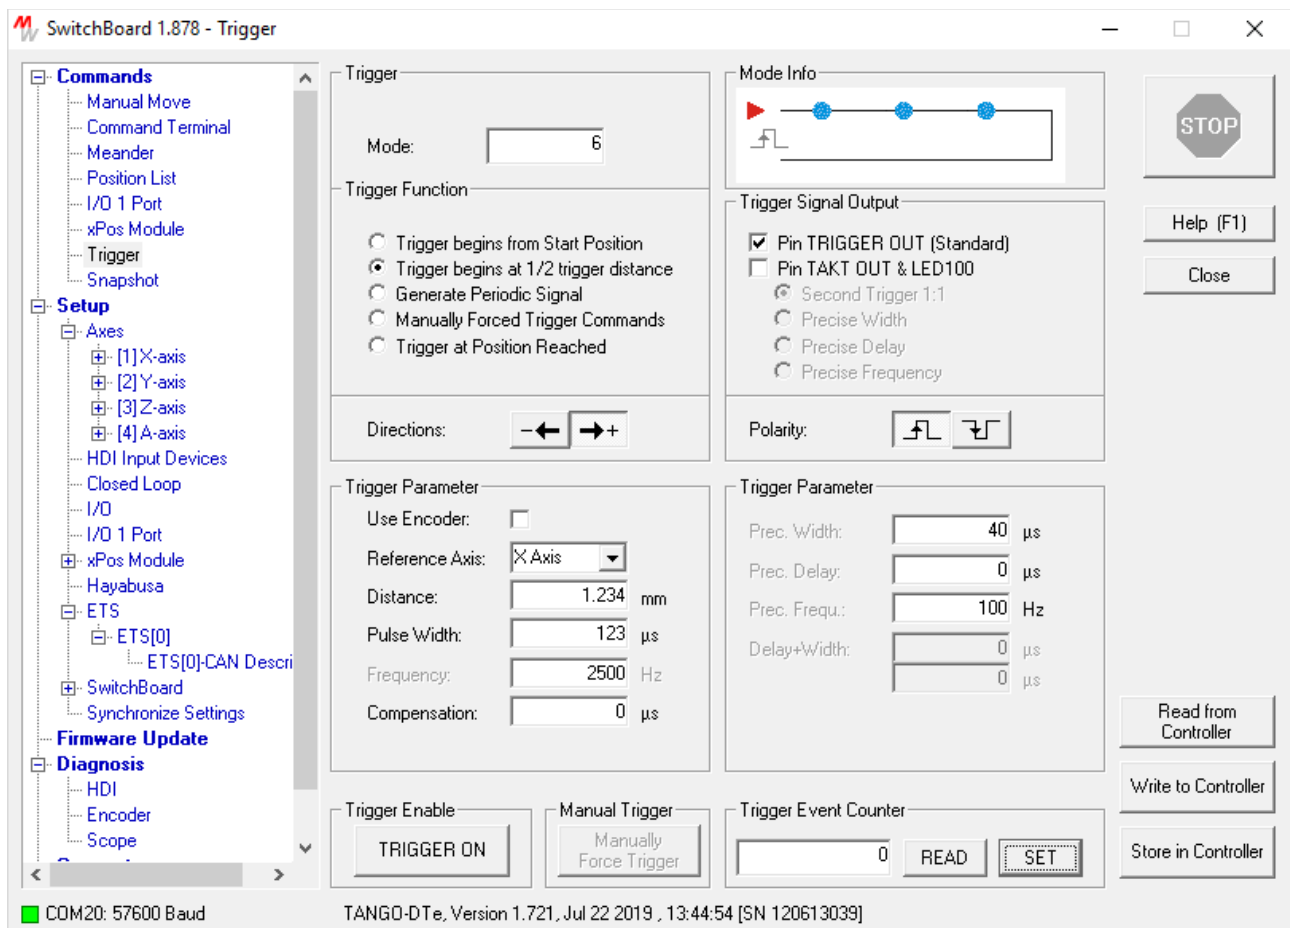 SwitchBoard 1.878 - Trigger
Commands
Manual Move
Command Terminal
Meander
Position List
I/O 1 Port
xPos Module
Trigger
Snapshot
Setup
Axes
[1] X-axis
[2] Y-axis
[3] Z-axis
[4] A-axis
HDI Input Devices
Closed Loop
I/O
I/O 1 Port
xPos Module
Hayabusa
ETS
ETS[0]
ETS[0]-CAN Descri
SwitchBoard
Synchronize Settings
Firmware Update
Diagnosis
HDI
Encoder
Scope
Trigger
Mode: 6
Trigger Function
Trigger begins from Start Position
Trigger begins at 1/2 trigger distance
Generate Periodic Signal
Manually Forced Trigger Commands
Trigger at Position Reached
Directions: - +
Trigger Parameter
Use Encoder:
Reference Axis: X Axis
Distance: 1.234 mm
Pulse Width: 123 µs
Frequency: 2500 Hz
Compensation: 0 µs
Trigger Enable
TRIGGER ON
Manual Trigger
Manually
Force Trigger
Mode Info
Trigger Signal Output
Pin TRIGGER OUT (Standard)
Pin TAKT OUT & LED100
Second Trigger 1:1
Precise Width
Precise Delay
Precise Frequency
Polarity:
Trigger Parameter
Prec. Width: 40 µs
Prec. Delay: 0 µs
Prec. Frequ.: 100 Hz
Delay+Width: 0 µs
0 µs
Trigger Event Counter
0 READ SET
STOP
Help (F1)
Close
Read from
Controller
Write to Controller
Store in Controller
COM20: 57600 Baud
TANGO-DTe, Version 1.721, Jul 22 2019 , 13:44:54 [SN 120613039]